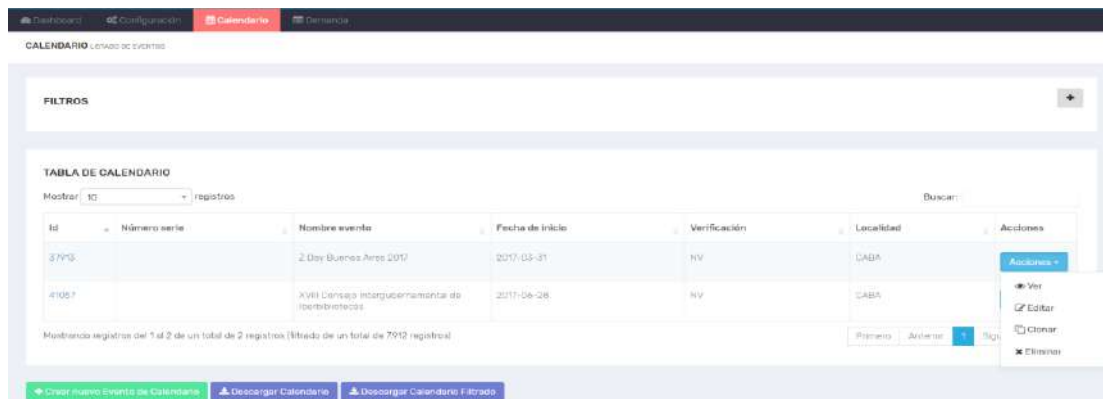 Dashboard Configuración Calendario Demanda
CALENDARIO LISTADO DE EVENTOS
FILTROS
+
TABLA DE CALENDARIO
Mostrar 10 registros Buscar:
Id Número serie Nombre evento Fecha de inicio Verificación Localidad Acciones
37913 2 Day Buenos Aires 2017 2017-03-31 NV CABA Acciones
Ver
41057 XVIII Consejo Intergubernamental de 2017-06-28 NV CABA
Iberbibliotecas
Editar
Mostrando registros del 1 al 2 de un total de 2 registros (filtrado de un total de 7912 registros) Primero Anterior 1 Sigu
Clonar
Eliminar
Crear nuevo Evento de Calendario Descargar Calendario Descargar Calendario Filtrado